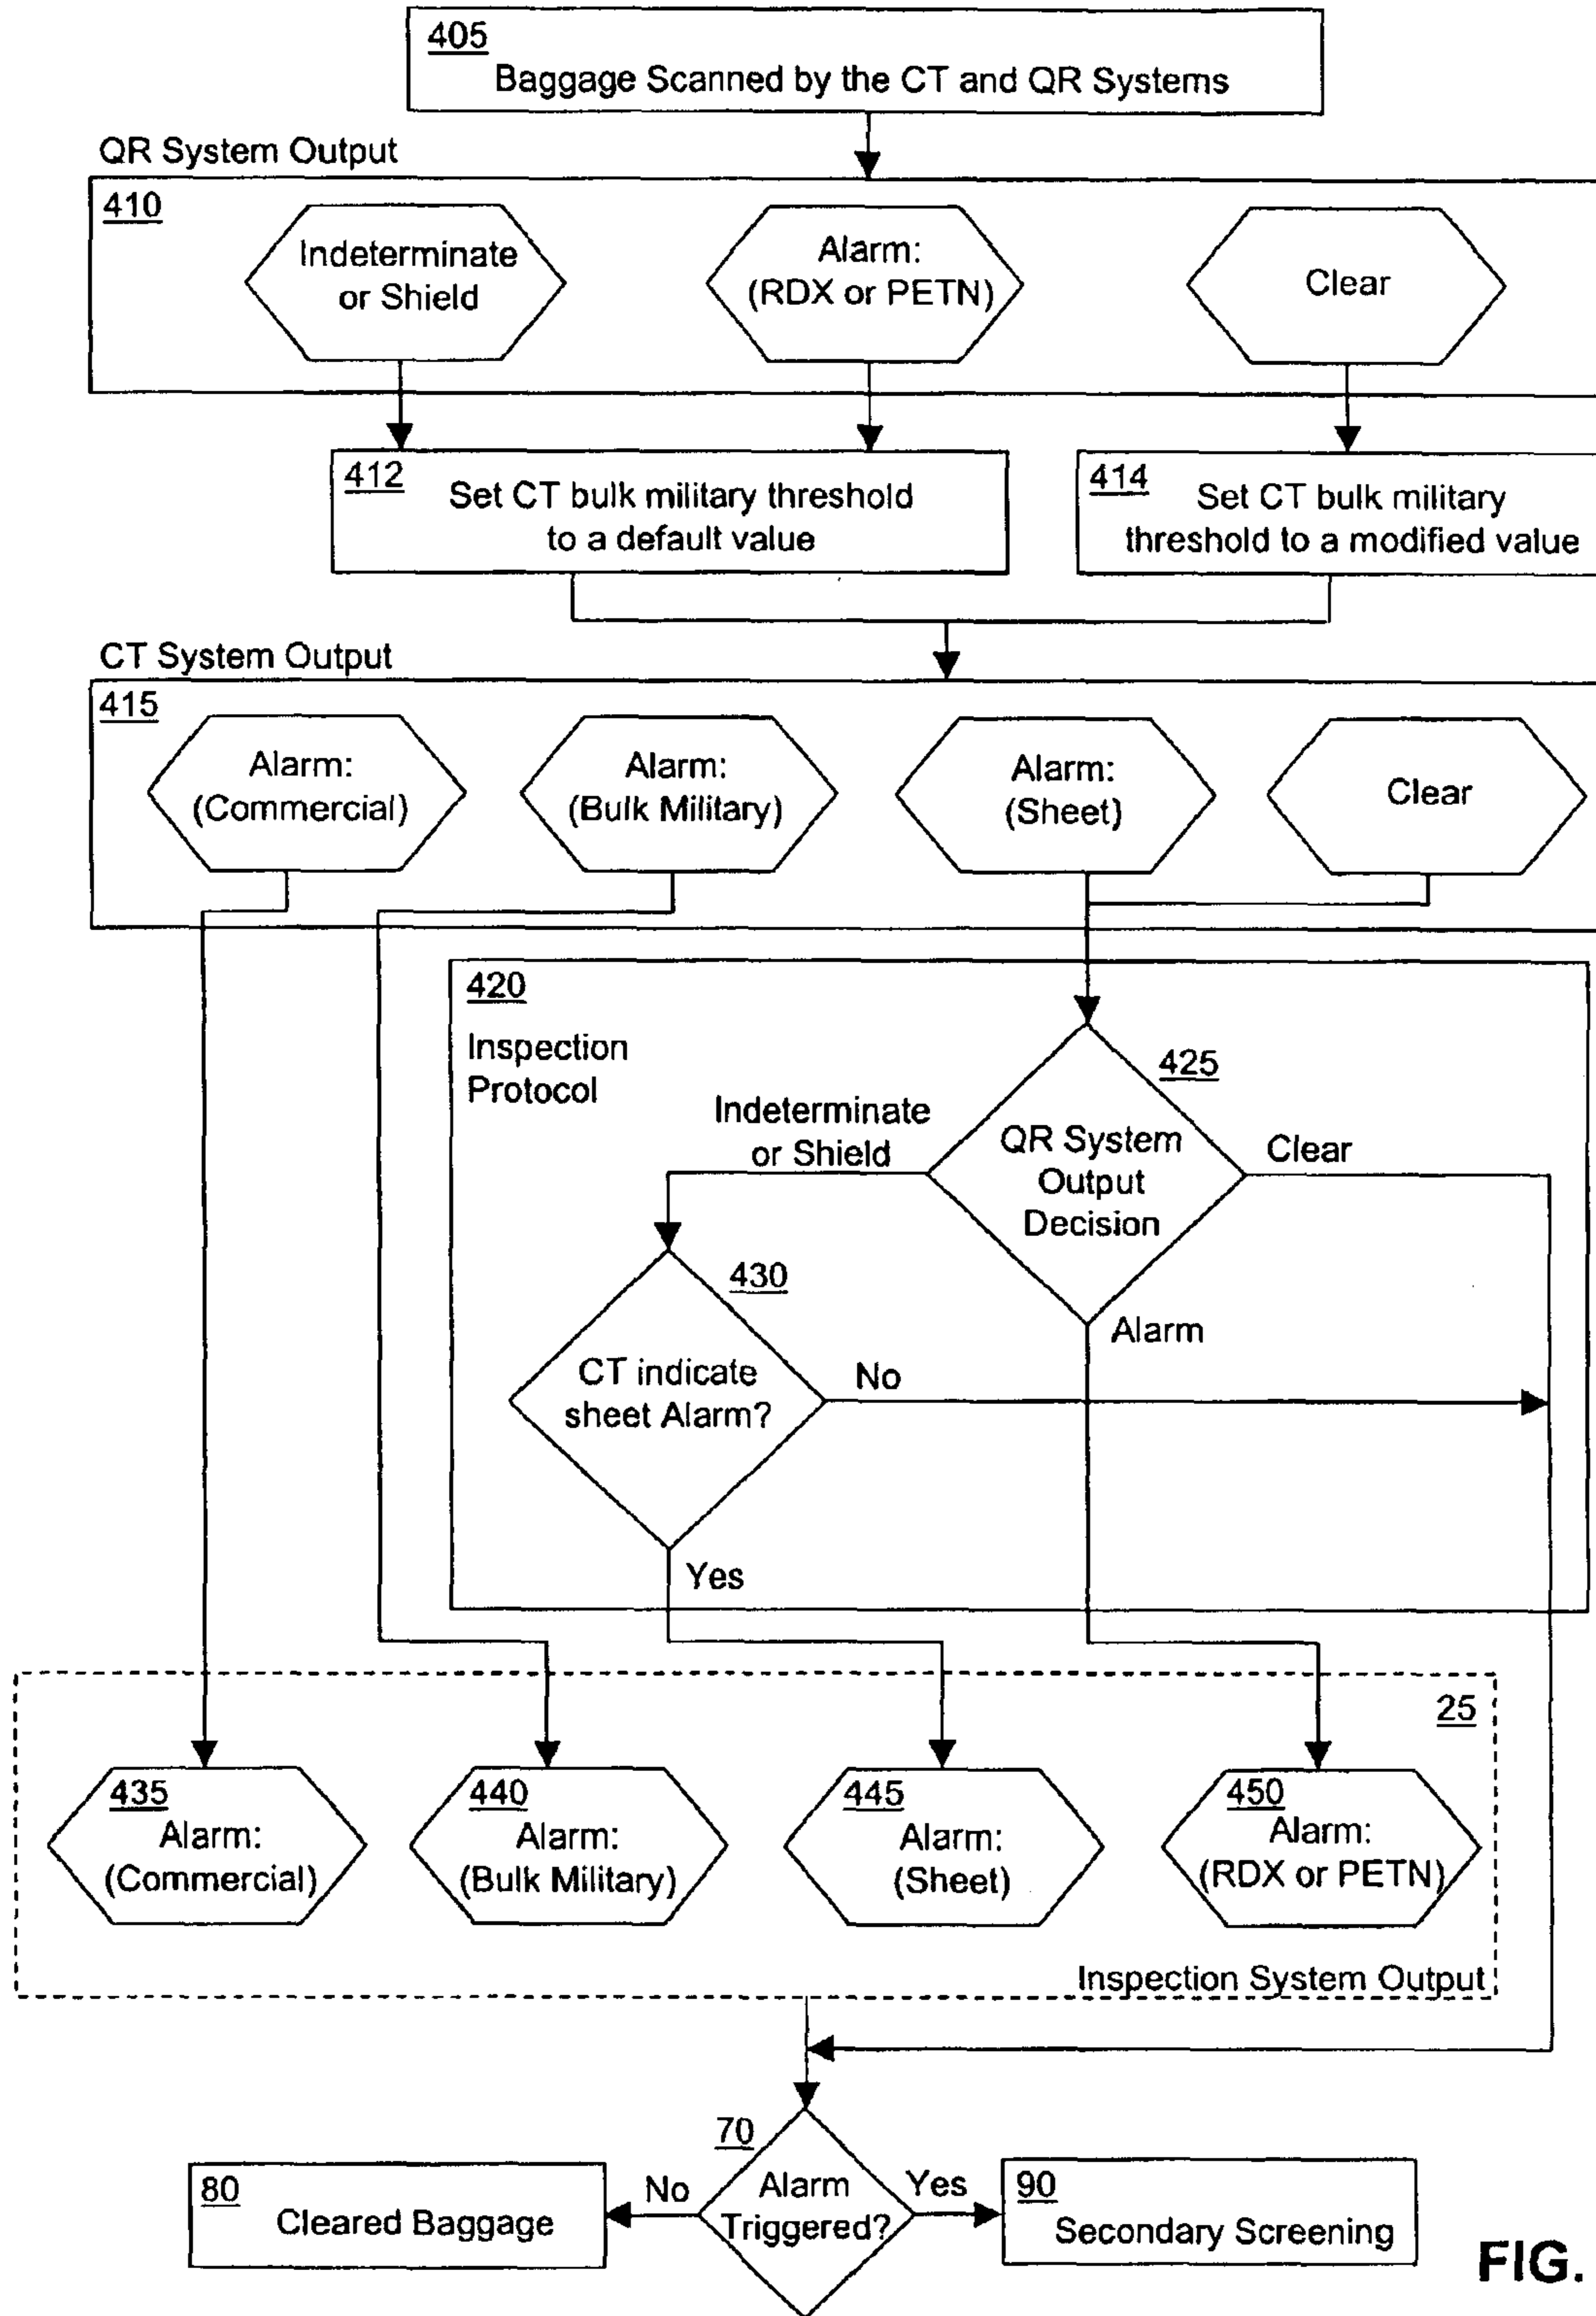 405
Baggage Scanned by the CT and QR Systems
QR System Output
410
Indeterminate
or Shield
Alarm:
(RDX or PETN)
Clear
412
Set CT bulk military threshold
to a default value
414
Set CT bulk military
threshold to a modified value
CT System Output
415
Alarm:
(Commercial)
Alarm:
(Bulk Military)
Alarm:
(Sheet)
Clear
420
Inspection
Protocol
425
QR System
Output
Decision
Indeterminate
or Shield
Clear
Alarm
430
CT indicate
sheet Alarm?
No
Yes
25
435
Alarm:
(Commercial)
440
Alarm:
(Bulk Military)
445
Alarm:
(Sheet)
450
Alarm:
(RDX or PETN)
Inspection System Output
70
Alarm
Triggered?
No
Yes
80
Cleared Baggage
90
Secondary Screening
FIG.